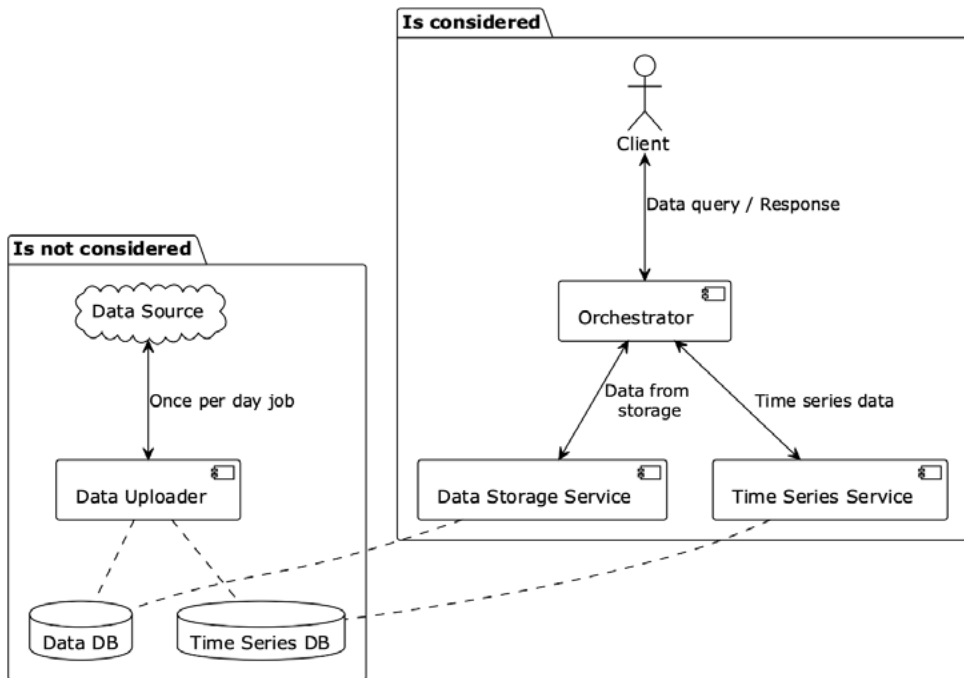 Is considered
Client
Data query / Response
Orchestrator
Data from
storage
Time series data
Data Storage Service
Time Series Service
Is not considered
Data Source
Once per day job
Data Uploader
Data DB
Time Series DB